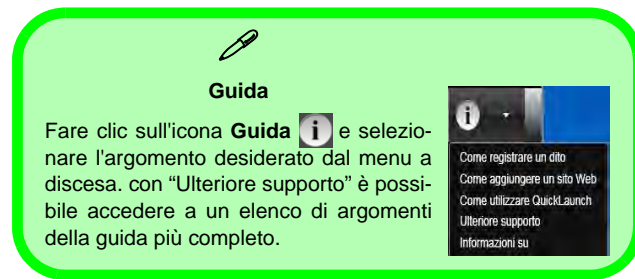 Guida
Fare clic sull'icona Guida i e selezio-
nare l'argomento desiderato dal menu a
discesa. con “Ulteriore supporto” è possi-
bile accedere a un elenco di argomenti
della guida più completo.
i
Come registrare un dito
Come aggiungere un sito Web
Come utilizzare QuickLaunch
Ulteriore supporto
Informazioni su